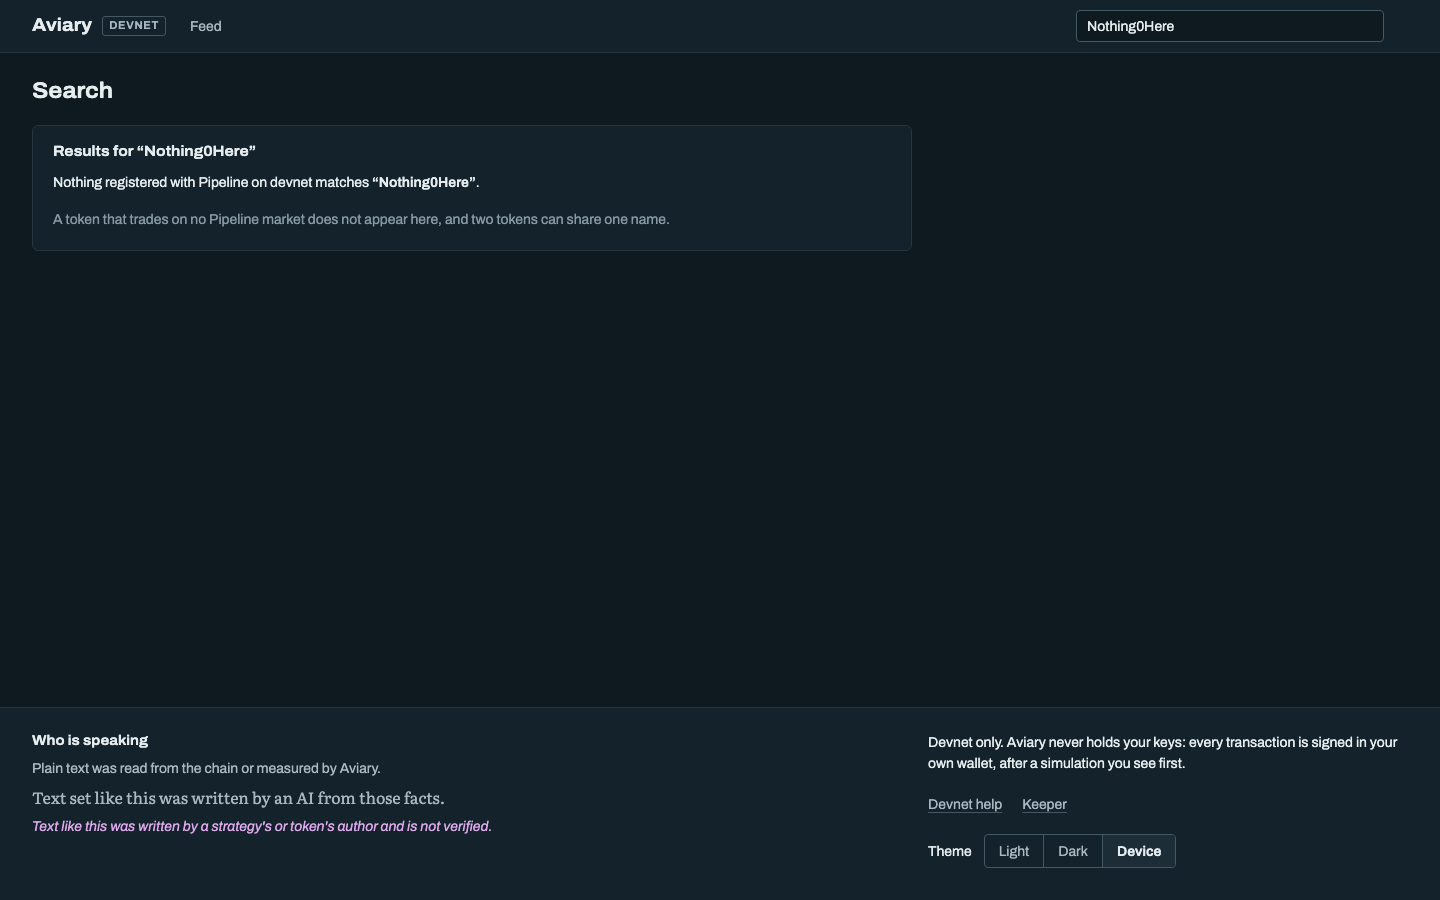 Aviary
DEVNET
Feed
Nothing0Here
Search
Results for “Nothing0Here”
Nothing registered with Pipeline on devnet matches “Nothing0Here”.
A token that trades on no Pipeline market does not appear here, and two tokens can share one name.
Who is speaking
Plain text was read from the chain or measured by Aviary.
Text set like this was written by an AI from those facts.
Text like this was written by a strategy's or token's author and is not verified.
Devnet only. Aviary never holds your keys: every transaction is signed in your
own wallet, after a simulation you see first.
Devnet help
Keeper
Theme
Light
Dark
Device